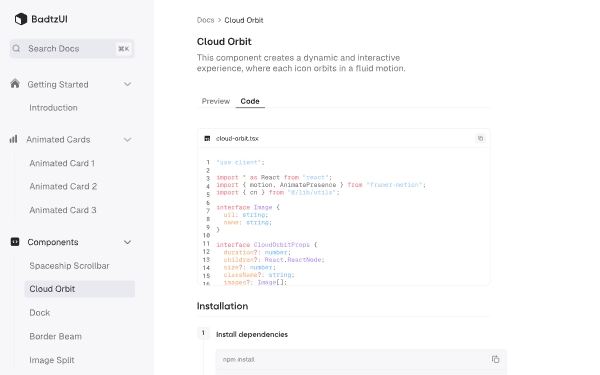 BadtzUI
Search Docs
⌘K
Getting Started
Introduction
Animated Cards
Animated Card 1
Animated Card 2
Animated Card 3
Components
Spaceship Scrollbar
Cloud Orbit
Dock
Border Beam
Image Split
Docs > Cloud Orbit
Cloud Orbit
This component creates a dynamic and interactive
experience, where each icon orbits in a fluid motion.
Preview Code
cloud-orbit.tsx
1 "use client";
2
3 import * as React from "react";
4 import { motion, AnimatePresence } from "framer-motion";
5 import { cn } from "@/lib/utils";
6
7 interface Image {
8 url: string;
9 name: string;
10 }
11
12 interface CloudOrbitProps {
13 duration?: number;
14 children?: React.ReactNode;
15 size?: number;
16 className?: string;
images?: Image[];
Installation
1 Install dependencies
npm install